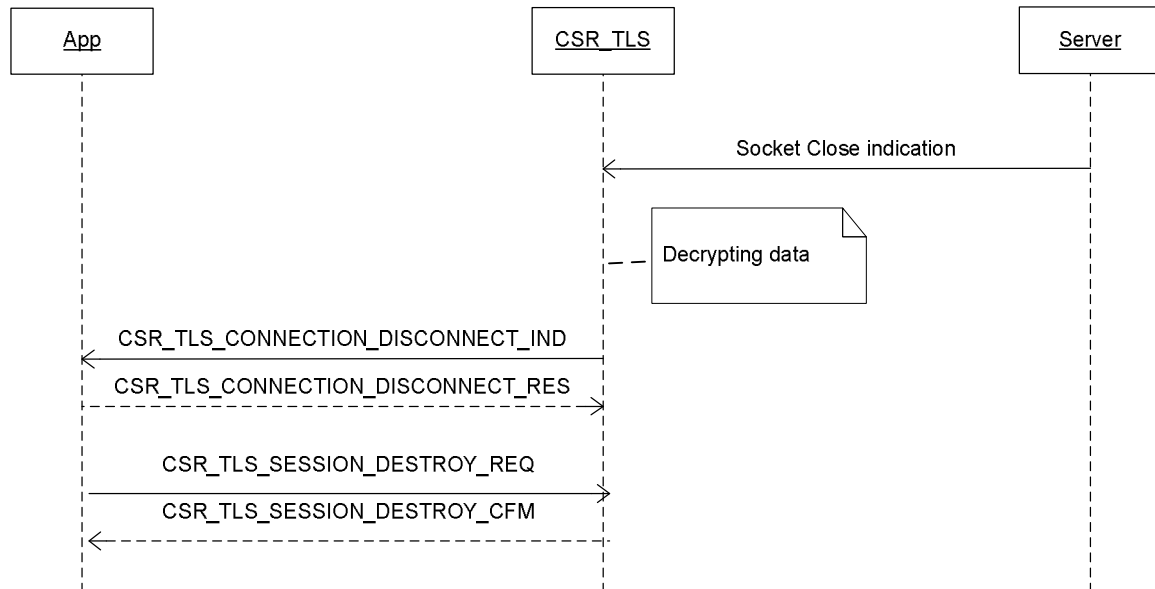 App
CSR_TLS
Server
Socket Close indication
Decrypting data
CSR_TLS_CONNECTION_DISCONNECT_IND
CSR_TLS_CONNECTION_DISCONNECT_RES
CSR_TLS_SESSION_DESTROY_REQ
CSR_TLS_SESSION_DESTROY_CFM